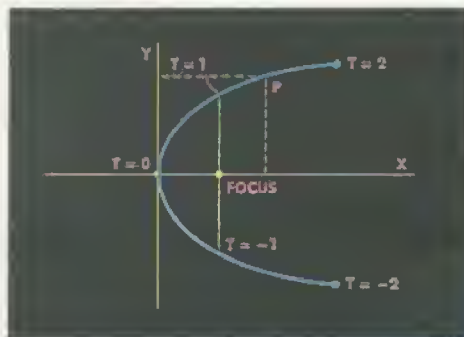 Y
T = 1
T = 2
P
T = 0
X
FOCUS
T = -1
T = -2